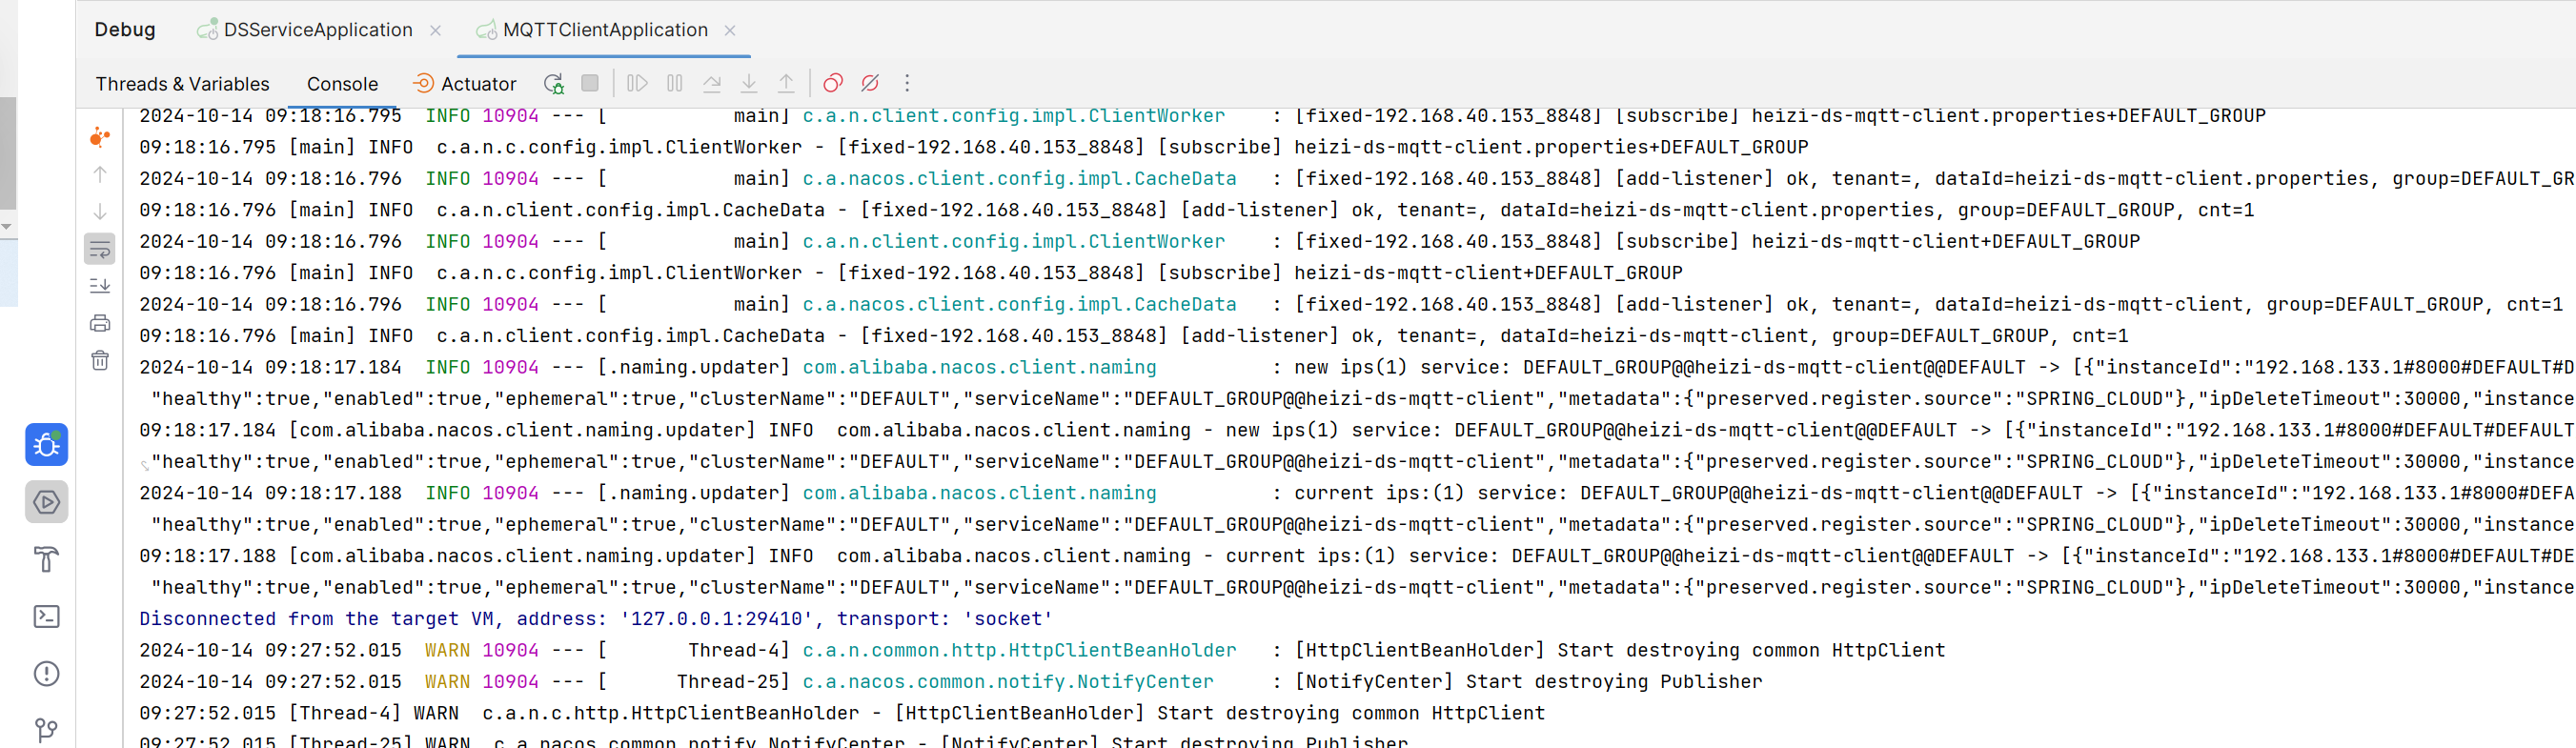 Debug DSServiceApplication MQTTClientApplication
Threads & Variables Console Actuator
2024-10-14 09:18:16.795 INFO 10904 --- [ main] c.a.n.client.config.impl.ClientWorker : [fixed-192.168.40.153_8848] [subscribe] heizi-ds-mqtt-client.properties+DEFAULT_GROUP
09:18:16.795 [main] INFO c.a.n.c.config.impl.ClientWorker - [fixed-192.168.40.153_8848] [subscribe] heizi-ds-mqtt-client.properties+DEFAULT_GROUP
2024-10-14 09:18:16.796 INFO 10904 --- [ main] c.a.nacos.client.config.impl.CacheData : [fixed-192.168.40.153_8848] [add-listener] ok, tenant=, dataId=heizi-ds-mqtt-client.properties, group=DEFAULT_GR
09:18:16.796 [main] INFO c.a.n.client.config.impl.CacheData - [fixed-192.168.40.153_8848] [add-listener] ok, tenant=, dataId=heizi-ds-mqtt-client.properties, group=DEFAULT_GROUP, cnt=1
2024-10-14 09:18:16.796 INFO 10904 --- [ main] c.a.n.client.config.impl.ClientWorker : [fixed-192.168.40.153_8848] [subscribe] heizi-ds-mqtt-client+DEFAULT_GROUP
09:18:16.796 [main] INFO c.a.n.c.config.impl.ClientWorker - [fixed-192.168.40.153_8848] [subscribe] heizi-ds-mqtt-client+DEFAULT_GROUP
2024-10-14 09:18:16.796 INFO 10904 --- [ main] c.a.nacos.client.config.impl.CacheData : [fixed-192.168.40.153_8848] [add-listener] ok, tenant=, dataId=heizi-ds-mqtt-client, group=DEFAULT_GROUP, cnt=1
09:18:16.796 [main] INFO c.a.n.client.config.impl.CacheData - [fixed-192.168.40.153_8848] [add-listener] ok, tenant=, dataId=heizi-ds-mqtt-client, group=DEFAULT_GROUP, cnt=1
2024-10-14 09:18:17.184 INFO 10904 --- [.naming.updater] com.alibaba.nacos.client.naming : new ips(1) service: DEFAULT_GROUP@@heizi-ds-mqtt-client@@DEFAULT -> [{"instanceId":"192.168.133.1#8000#DEFAULT#D
"healthy":true,"enabled":true,"ephemeral":true,"clusterName":"DEFAULT","serviceName":"DEFAULT_GROUP@@heizi-ds-mqtt-client","metadata":{"preserved.register.source":"SPRING_CLOUD"},"ipDeleteTimeout":30000,"instance
09:18:17.184 [com.alibaba.nacos.client.naming.updater] INFO com.alibaba.nacos.client.naming - new ips(1) service: DEFAULT_GROUP@@heizi-ds-mqtt-client@@DEFAULT -> [{"instanceId":"192.168.133.1#8000#DEFAULT#DEFAULT
"healthy":true,"enabled":true,"ephemeral":true,"clusterName":"DEFAULT","serviceName":"DEFAULT_GROUP@@heizi-ds-mqtt-client","metadata":{"preserved.register.source":"SPRING_CLOUD"},"ipDeleteTimeout":30000,"instance
2024-10-14 09:18:17.188 INFO 10904 --- [.naming.updater] com.alibaba.nacos.client.naming : current ips:(1) service: DEFAULT_GROUP@@heizi-ds-mqtt-client@@DEFAULT -> [{"instanceId":"192.168.133.1#8000#DEFA
"healthy":true,"enabled":true,"ephemeral":true,"clusterName":"DEFAULT","serviceName":"DEFAULT_GROUP@@heizi-ds-mqtt-client","metadata":{"preserved.register.source":"SPRING_CLOUD"},"ipDeleteTimeout":30000,"instance
09:18:17.188 [com.alibaba.nacos.client.naming.updater] INFO com.alibaba.nacos.client.naming - current ips:(1) service: DEFAULT_GROUP@@heizi-ds-mqtt-client@@DEFAULT -> [{"instanceId":"192.168.133.1#8000#DEFAULT#DE
"healthy":true,"enabled":true,"ephemeral":true,"clusterName":"DEFAULT","serviceName":"DEFAULT_GROUP@@heizi-ds-mqtt-client","metadata":{"preserved.register.source":"SPRING_CLOUD"},"ipDeleteTimeout":30000,"instance
Disconnected from the target VM, address: '127.0.0.1:29410', transport: 'socket'
2024-10-14 09:27:52.015 WARN 10904 --- [ Thread-4] c.a.n.common.http.HttpClientBeanHolder : [HttpClientBeanHolder] Start destroying common HttpClient
2024-10-14 09:27:52.015 WARN 10904 --- [ Thread-25] c.a.nacos.common.notify.NotifyCenter : [NotifyCenter] Start destroying Publisher
09:27:52.015 [Thread-4] WARN c.a.n.c.http.HttpClientBeanHolder - [HttpClientBeanHolder] Start destroying common HttpClient
09:27:52.015 [Thread-25] WARN c.a.nacos.common.notify.NotifyCenter - [NotifyCenter] Start destroying Publisher